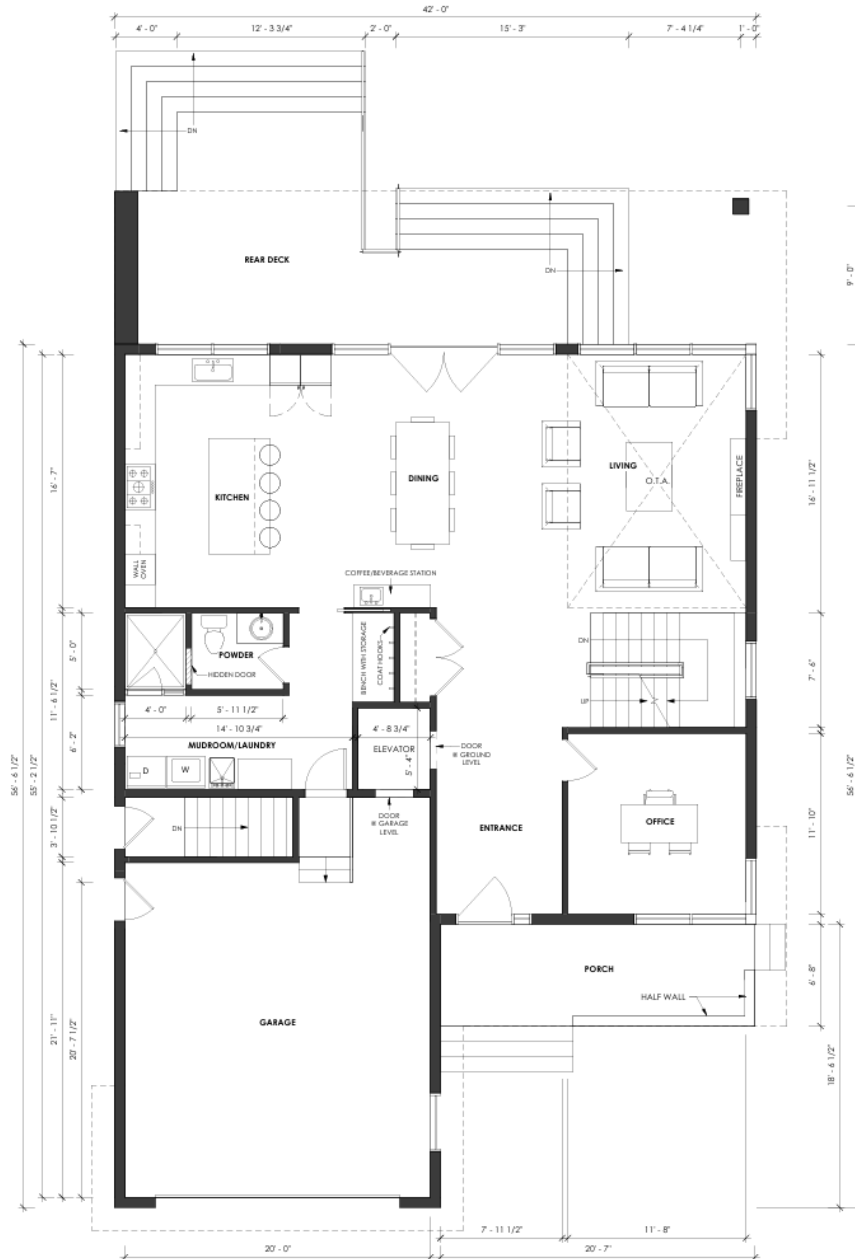 42' - 0"
4' - 0"
12' - 3 3/4"
2' - 0"
15' - 3"
7' - 4 1/4"
1' - 0"
DN
REAR DECK
DN
9' - 0"
KITCHEN
DINING
LIVING
O.T.A.
FIREPLACE
WALL
OVEN
COFFEE/BEVERAGE STATION
16' - 7"
16' - 11 1/2"
POWDER
HIDDEN DOOR
BENCH WITH STORAGE
COAT HOOKS
DN
UP
5' - 0"
7' - 6"
4' - 0"
5' - 11 1/2"
14' - 10 3/4"
4' - 8 3/4"
MUDROOM/LAUNDRY
ELEVATOR
5' - 4"
D
W
DOOR
@ GROUND
LEVEL
11' - 6 1/2"
6' - 2"
56' - 6 1/2"
55' - 2 1/2"
56' - 6 1/2"
DN
DOOR
@ GARAGE
LEVEL
ENTRANCE
OFFICE
3' - 10 1/2"
11' - 10"
PORCH
HALF WALL
6' - 8"
GARAGE
21' - 11"
20' - 7 1/2"
18' - 6 1/2"
7' - 11 1/2"
11' - 8"
20' - 0"
20' - 7"